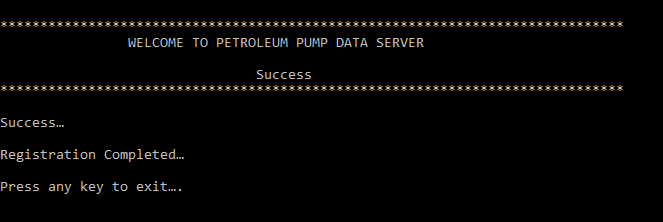 ******************************************************************************
WELCOME TO PETROLEUM PUMP DATA SERVER
Success
******************************************************************************
Success…
Registration Completed…
Press any key to exit….